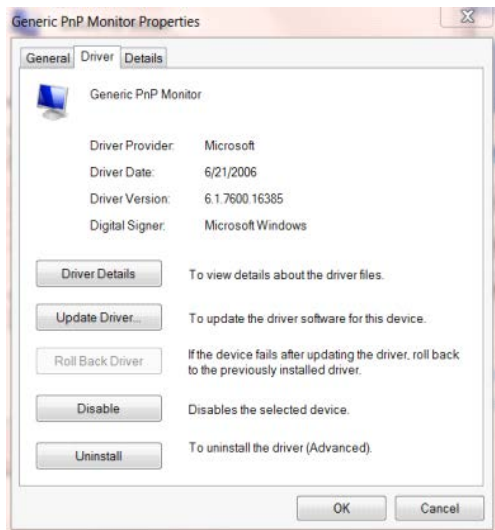 Generic PnP Monitor Properties
General Driver Details
Generic PnP Monitor
Driver Provider: Microsoft
Driver Date: 6/21/2006
Driver Version: 6.1.7600.16385
Digital Signer: Microsoft Windows
Driver Details To view details about the driver files.
Update Driver... To update the driver software for this device.
Roll Back Driver If the device fails after updating the driver, roll back
to the previously installed driver.
Disable Disables the selected device.
Uninstall To uninstall the driver (Advanced).
OK Cancel